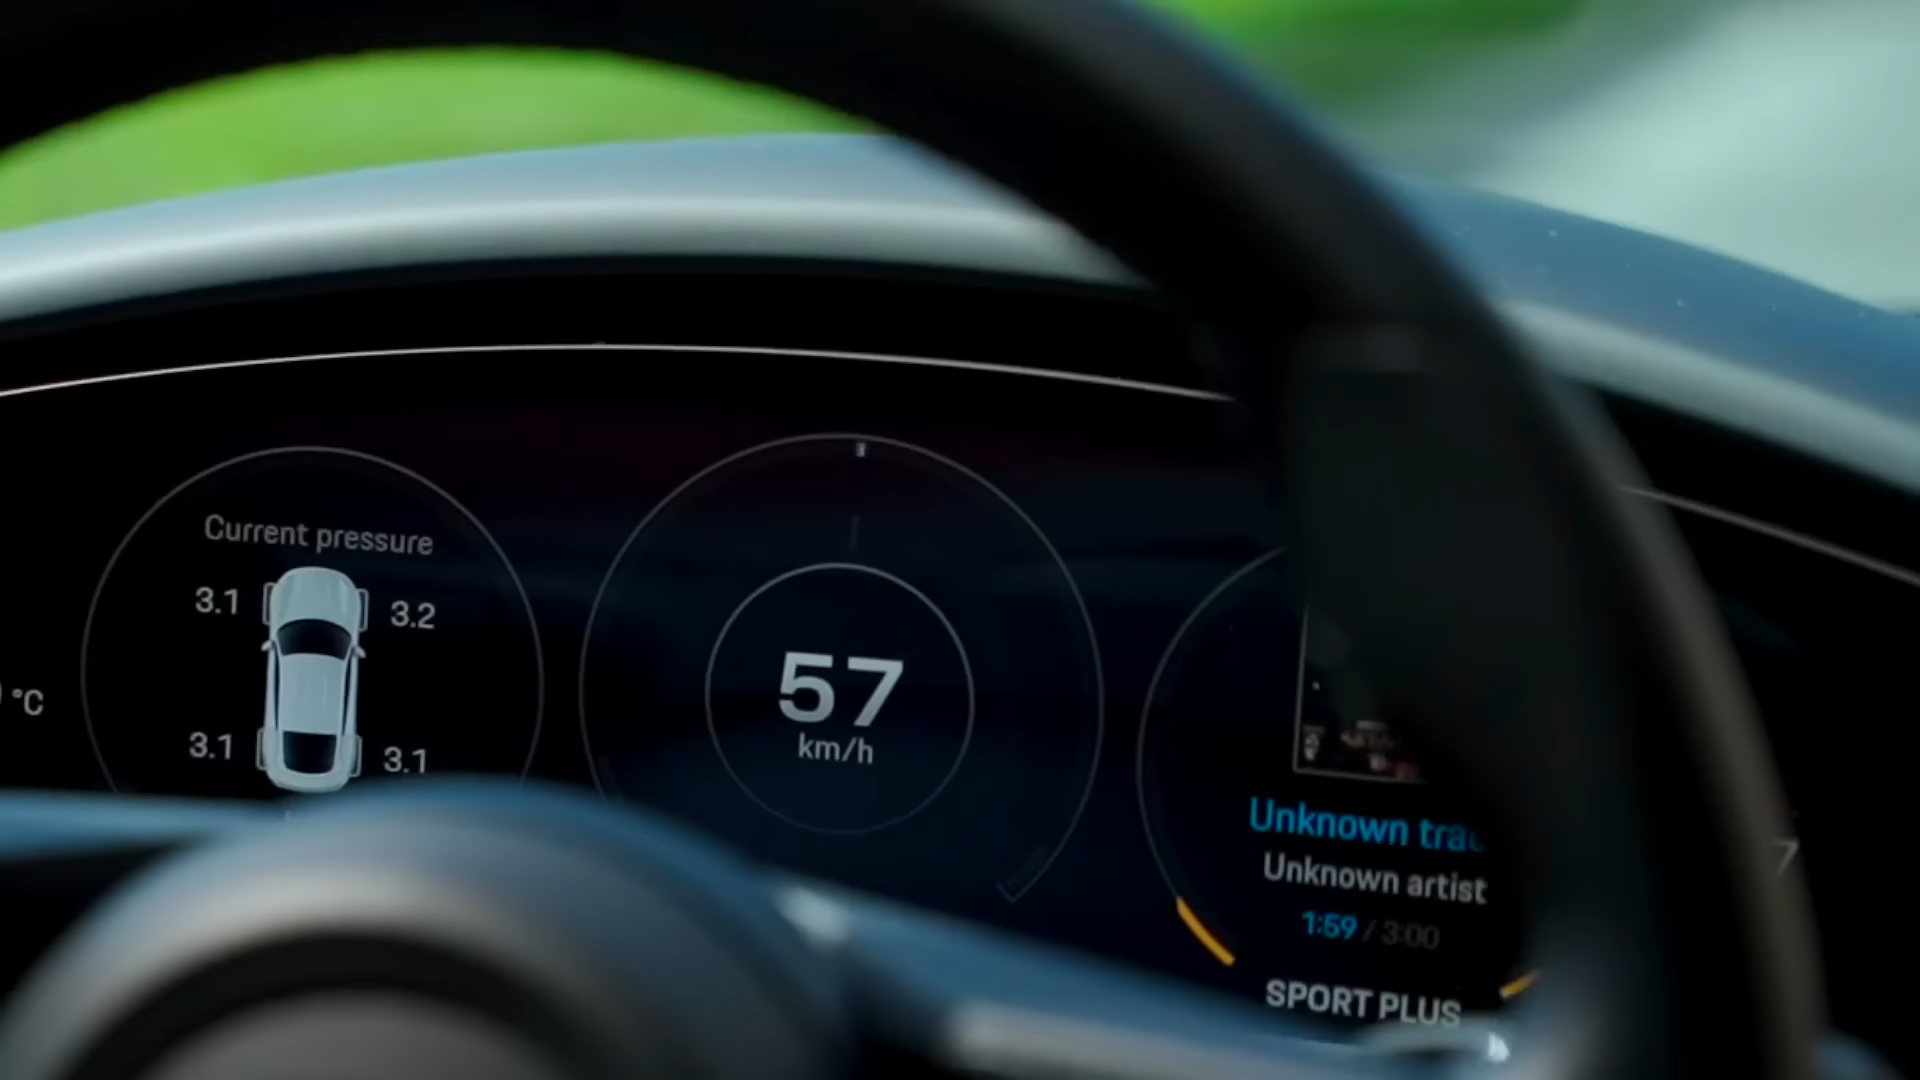 Current pressure
3.1 3.2
°C
3.1 3.1
57
km/h
Unknown
Unknown artist
1:59 / 3:00
SPORT PLUS
7